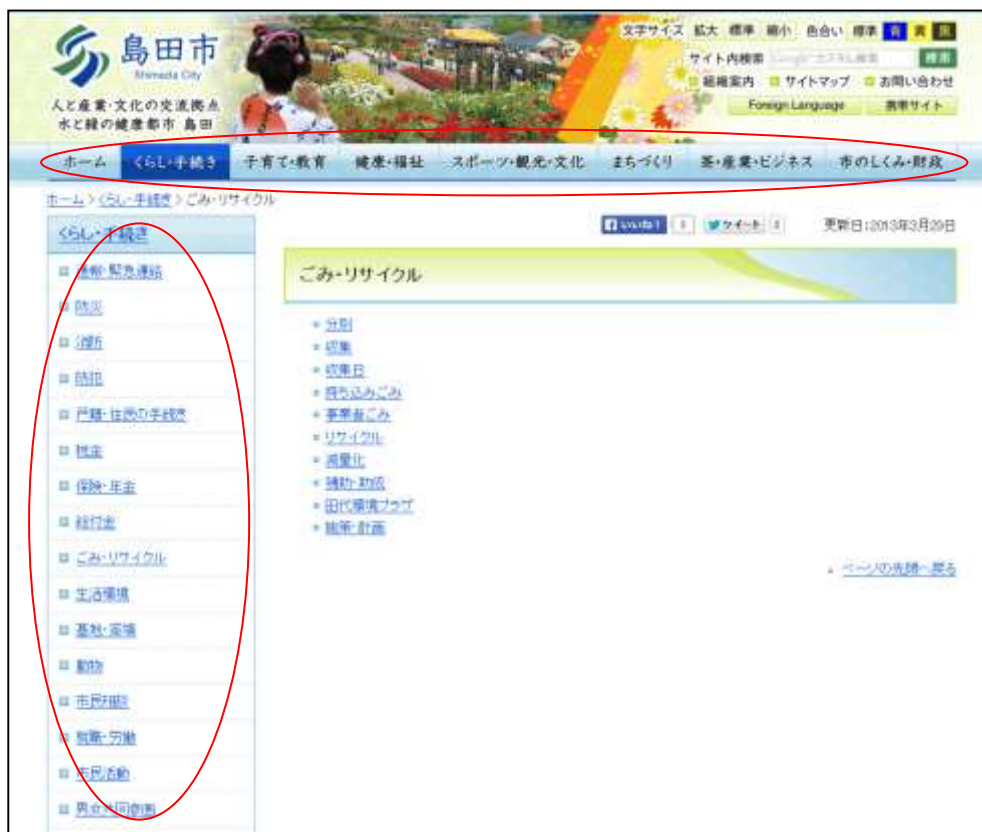 島田市
Shimada City
人と産業・文化の交流拠点
水と緑の健康都市 島田
文字サイズ 拡大 標準 縮小 色合い 標準 青 黄 黒
サイト内検索 検索
組織案内 サイトマップ お問い合わせ
Foreign Language 携帯サイト
ホーム くらし・手続き 子育て・教育 健康・福祉 スポーツ・観光・文化 まちづくり 茶・産業・ビジネス 市のしくみ・財政
ホーム > くらし・手続き > ごみ・リサイクル
いいね! ツイート 更新日:2013年3月29日
くらし・手続き
通報・緊急連絡
防災
消防
防犯
戸籍・住民の手続き
税金
保険・年金
給付金
ごみ・リサイクル
生活環境
墓地・斎場
動物
市民相談
就職・労働
市民活動
男女共同参画
ごみ・リサイクル
分別
収集
収集日
持ち込みごみ
事業者ごみ
リサイクル
減量化
補助・助成
田代環境プラザ
施策・計画
ページの先頭へ戻る